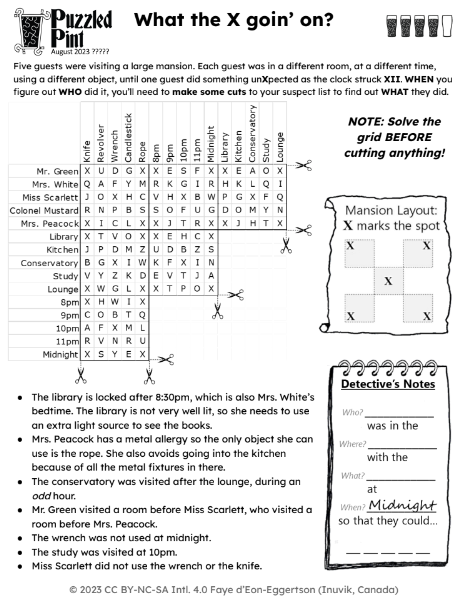 Puzzled
Pint
August 2023 ?????
What the X goin' on?
Five guests were visiting a large mansion. Each guest was in a different room, at a different time,
using a different object, until one guest did something unXpected as the clock struck XII. WHEN you
figure out WHO did it, you'll need to make some cuts to your suspect list to find out WHAT they did.
Knife Revolver Wrench Candlestick Rope 8pm 9pm 10pm 11pm Midnight Library Kitchen Conservatory Study Lounge
Mr. Green X U D G X X E S F X X E A O X
Mrs. White Q A F Y M R K G I R H K L Q I
Miss Scarlett J O X H C V H X B W P G X F Q
Colonel Mustard R N P B S S O F U G D O M Y N
Mrs. Peacock X I C L X X J T R X X J H T X
Library X T V O X X E H C X
Kitchen J P D M Z U D B Z S
Conservatory B G X I W K F X I N
Study V Y Z K D E V T J A
Lounge X W G L X X T P O X
8pm X H W I X
9pm C O B T Q
10pm A F X M L
11pm R V N R U
Midnight X S Y E X
NOTE: Solve the
grid BEFORE
cutting anything!
Mansion Layout:
X marks the spot
X X
X
X X
• The library is locked after 8:30pm, which is also Mrs. White's
bedtime. The library is not very well lit, so she needs to use
an extra light source to see the books.
• Mrs. Peacock has a metal allergy so the only object she can
use is the rope. She also avoids going into the kitchen
because of all the metal fixtures in there.
• The conservatory was visited after the lounge, during an
odd hour.
• Mr. Green visited a room before Miss Scarlett, who visited a
room before Mrs. Peacock.
• The wrench was not used at midnight.
• The study was visited at 10pm.
• Miss Scarlett did not use the wrench or the knife.
Detective's Notes
Who? ____________
was in the
Where? ____________
with the
What? ____________
at
When? Midnight
so that they could...
_ _ _ _ _
© 2023 CC BY-NC-SA Intl. 4.0 Faye d'Eon-Eggertson (Inuvik, Canada)